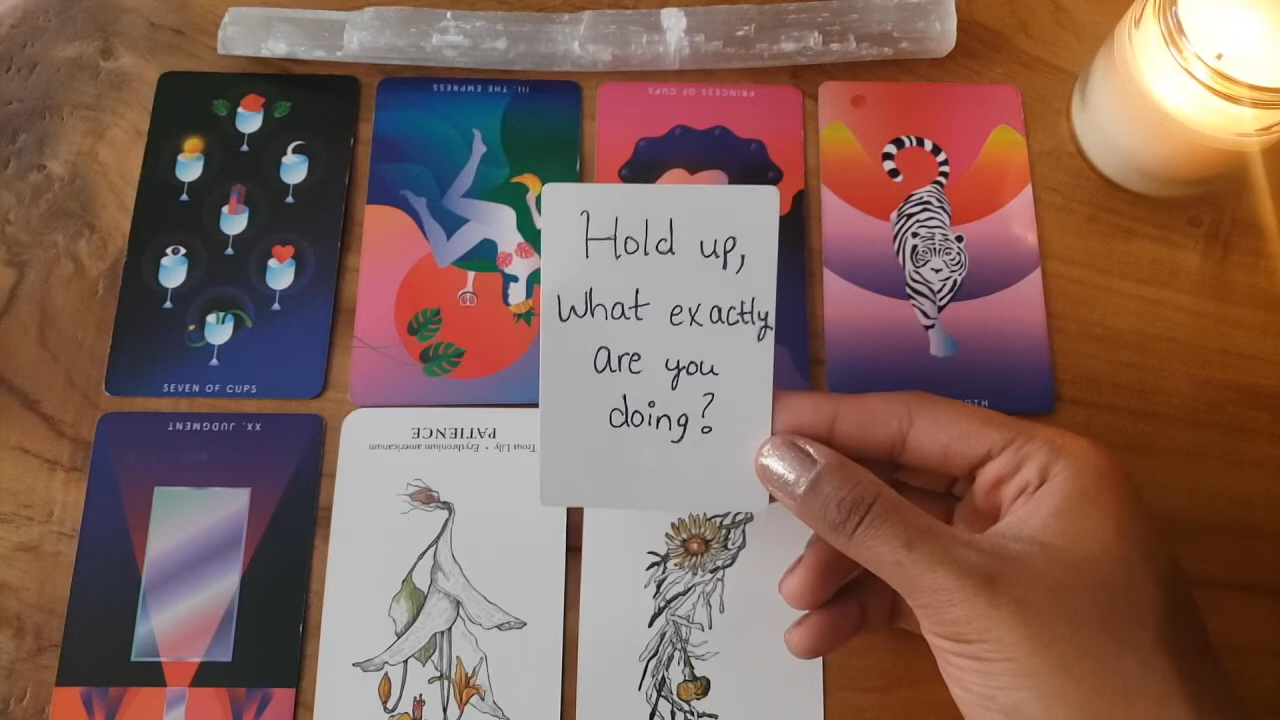 III. THE EMPRESS
PRINCESS OF CUPS
SEVEN OF CUPS
Hold up,
What exactly
are you
doing?
XX. JUDGMENT
PATIENCE
Trout Lily • Erythronium americanum